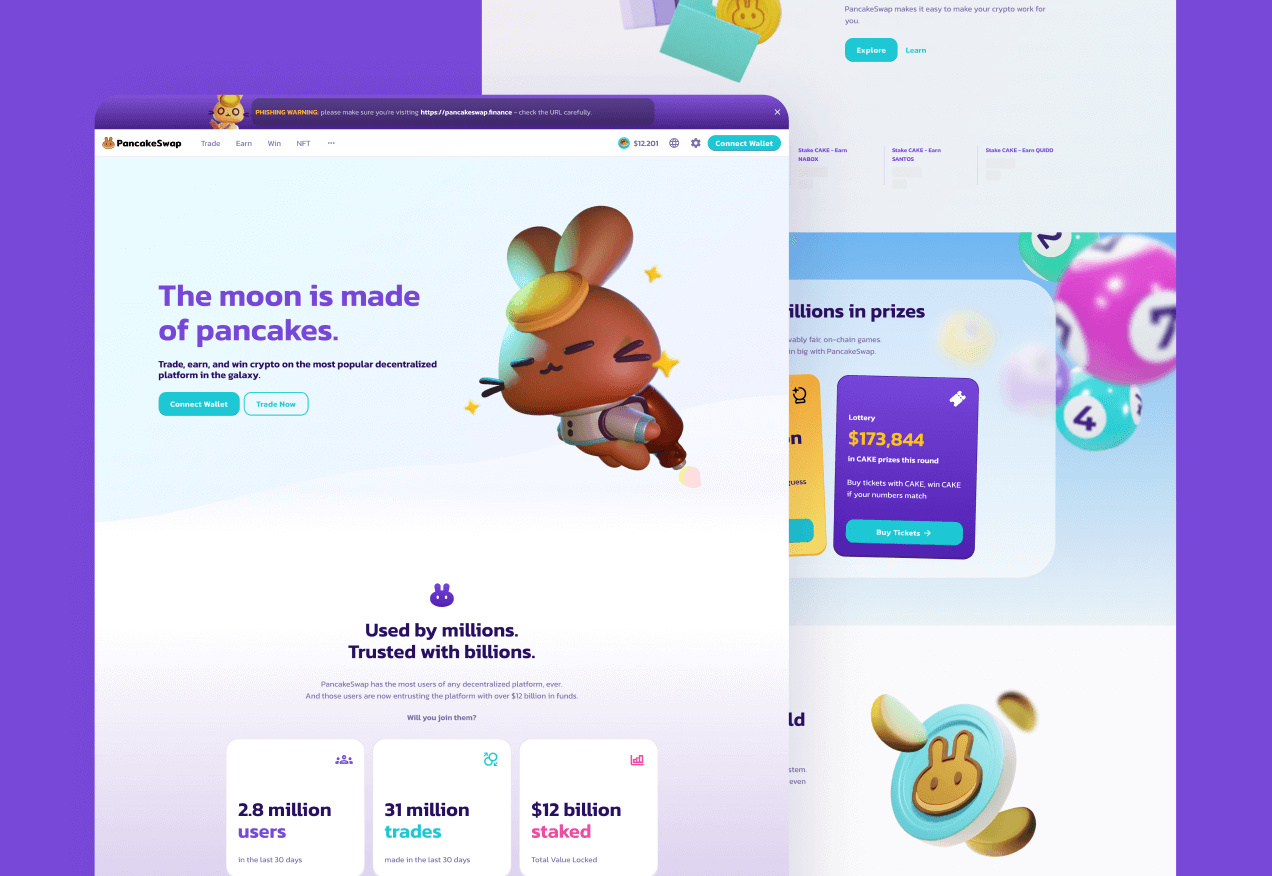 PancakeSwap makes it easy to make your crypto work for
you.
Explore
Learn
PHISHING WARNING: please make sure you're visiting https://pancakeswap.finance - check the URL carefully.
PancakeSwap
Trade
Earn
Win
NFT
$12.201
Connect Wallet
Stake CAKE - Earn
NABOX
Stake CAKE - Earn
SANTOS
Stake CAKE - Earn QUIDD
The moon is made
of pancakes.
Trade, earn, and win crypto on the most popular decentralized
platform in the galaxy.
Connect Wallet
Trade Now
illions in prizes
vably fair, on-chain games.
in big with PancakeSwap.
n
guess
Lottery
$173,844
in CAKE prizes this round
Buy tickets with CAKE, win CAKE
if your numbers match
Buy Tickets →
2
7
4
Used by millions.
Trusted with billions.
PancakeSwap has the most users of any decentralized platform, ever.
And those users are now entrusting the platform with over $12 billion in funds.
Will you join them?
2.8 million
users
in the last 30 days
31 million
trades
made in the last 30 days
$12 billion
staked
Total Value Locked
ld
stem.
even